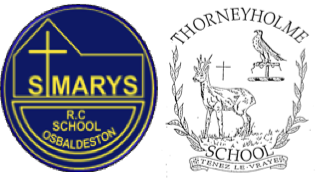 ST MARYS
R.C
SCHOOL
OSBALDESTON
THORNEYHOLME
SCHOOL
TENEZ LE VRAYE